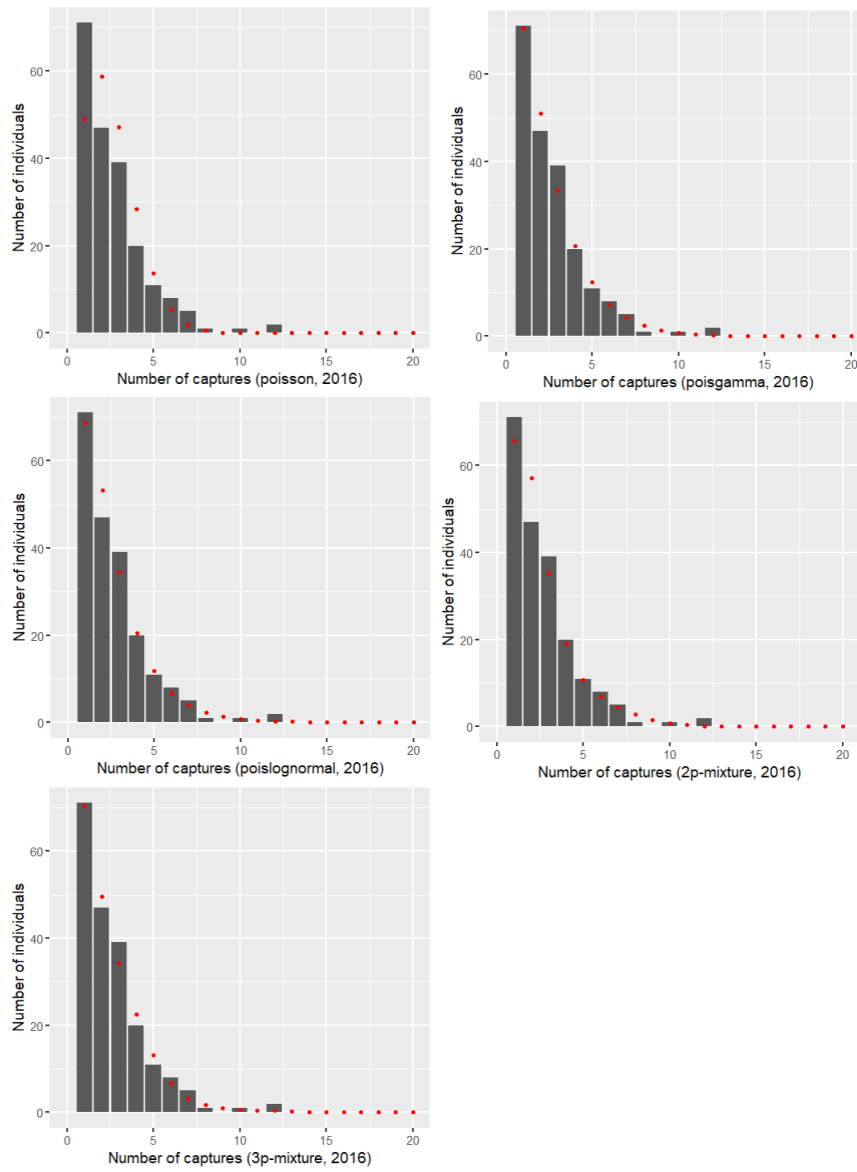 Number of individuals
60
40
20
0
0 5 10 15 20
Number of captures (poisson, 2016)
Number of individuals
60
40
20
0
0 5 10 15 20
Number of captures (poisgamma, 2016)
Number of individuals
60
40
20
0
0 5 10 15 20
Number of captures (poislognormal, 2016)
Number of individuals
60
40
20
0
0 5 10 15 20
Number of captures (2p-mixture, 2016)
Number of individuals
60
40
20
0
0 5 10 15 20
Number of captures (3p-mixture, 2016)